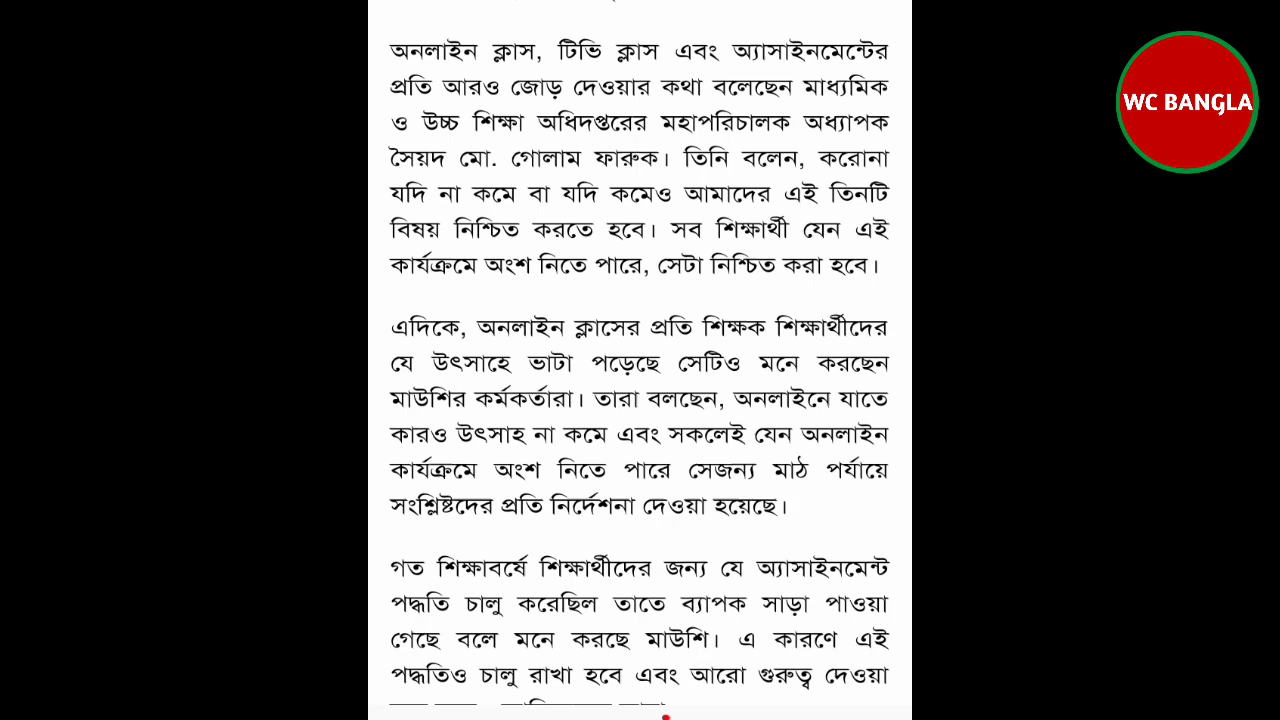 অনলাইন ক্লাস, টিভি ক্লাস এবং অ্যাসাইনমেন্টের
প্রতি আরও জোড় দেওয়ার কথা বলেছেন মাধ্যমিক
ও উচ্চ শিক্ষা অধিদপ্তরের মহাপরিচালক অধ্যাপক
সৈয়দ মো. গোলাম ফারুক। তিনি বলেন, করোনা
যদি না কমে বা যদি কমেও আমাদের এই তিনটি
বিষয় নিশ্চিত করতে হবে। সব শিক্ষার্থী যেন এই
কার্যক্রমে অংশ নিতে পারে, সেটা নিশ্চিত করা হবে।
এদিকে, অনলাইন ক্লাসের প্রতি শিক্ষক শিক্ষার্থীদের
যে উৎসাহে ভাটা পড়েছে সেটিও মনে করছেন
মাউশির কর্মকর্তারা। তারা বলছেন, অনলাইনে যাতে
কারও উৎসাহ না কমে এবং সকলেই যেন অনলাইন
কার্যক্রমে অংশ নিতে পারে সেজন্য মাঠ পর্যায়ে
সংশ্লিষ্টদের প্রতি নির্দেশনা দেওয়া হয়েছে।
গত শিক্ষাবর্ষে শিক্ষার্থীদের জন্য যে অ্যাসাইনমেন্ট
পদ্ধতি চালু করেছিল তাতে ব্যাপক সাড়া পাওয়া
গেছে বলে মনে করছে মাউশি। এ কারণে এই
পদ্ধতিও চালু রাখা হবে এবং আরো গুরুত্ব দেওয়া
WC BANGLA